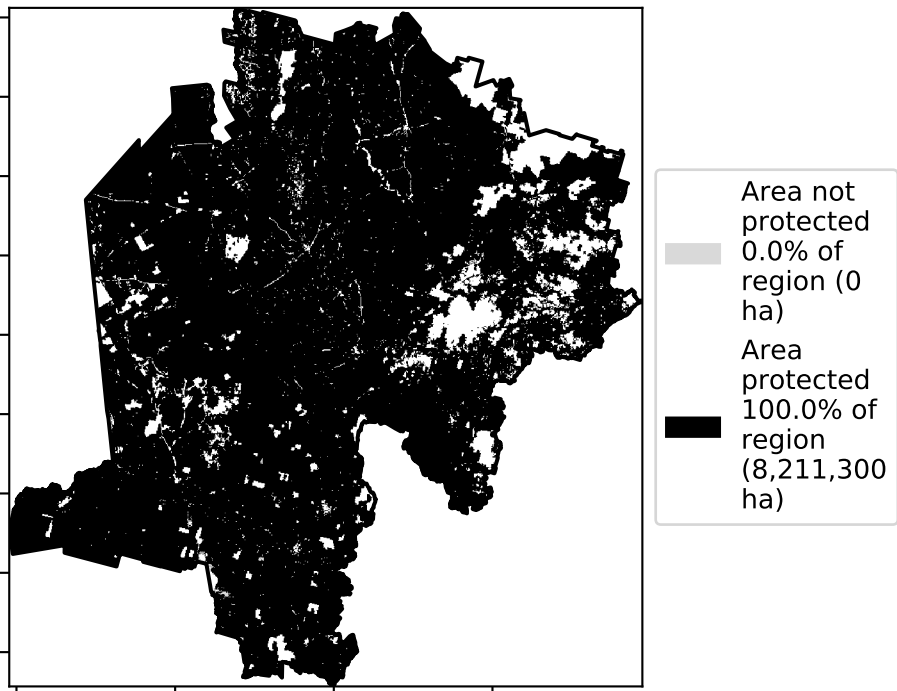 Area not
protected
0.0% of
region (0
ha)
Area
protected
100.0% of
region
(8,211,300
ha)